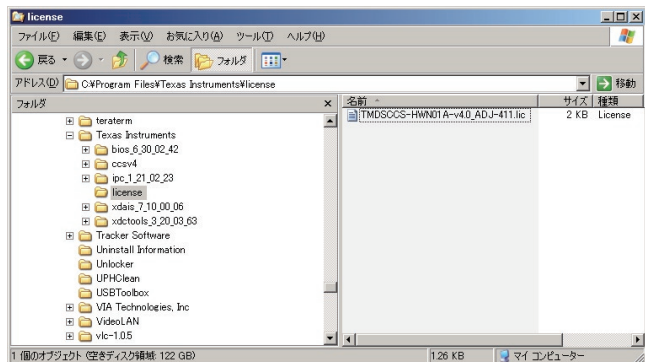 license
ファイル(F) 編集(E) 表示(V) お気に入り(A) ツール(T) ヘルプ(H)
戻る 検索 フォルダ
アドレス(D) C:¥Program Files¥Texas Instruments¥license 移動
フォルダ × 名前 サイズ 種類
teraterm
Texas Instruments
bios_6_30_02_42
ccsv4
ipc_1_21_02_23
license
xdais_7_10_00_06
xdctools_3_20_03_63
Tracker Software
Uninstall Information
Unlocker
UPHClean
USBToolbox
VIA Technologies, Inc
VideoLAN
vlc-1.0.5
TMDSCCS-HWN01A-v4.0_ADJ-411.lic 2 KB License
1 個のオブジェクト (空きディスク領域: 122 GB) 1.26 KB マイ コンピューター